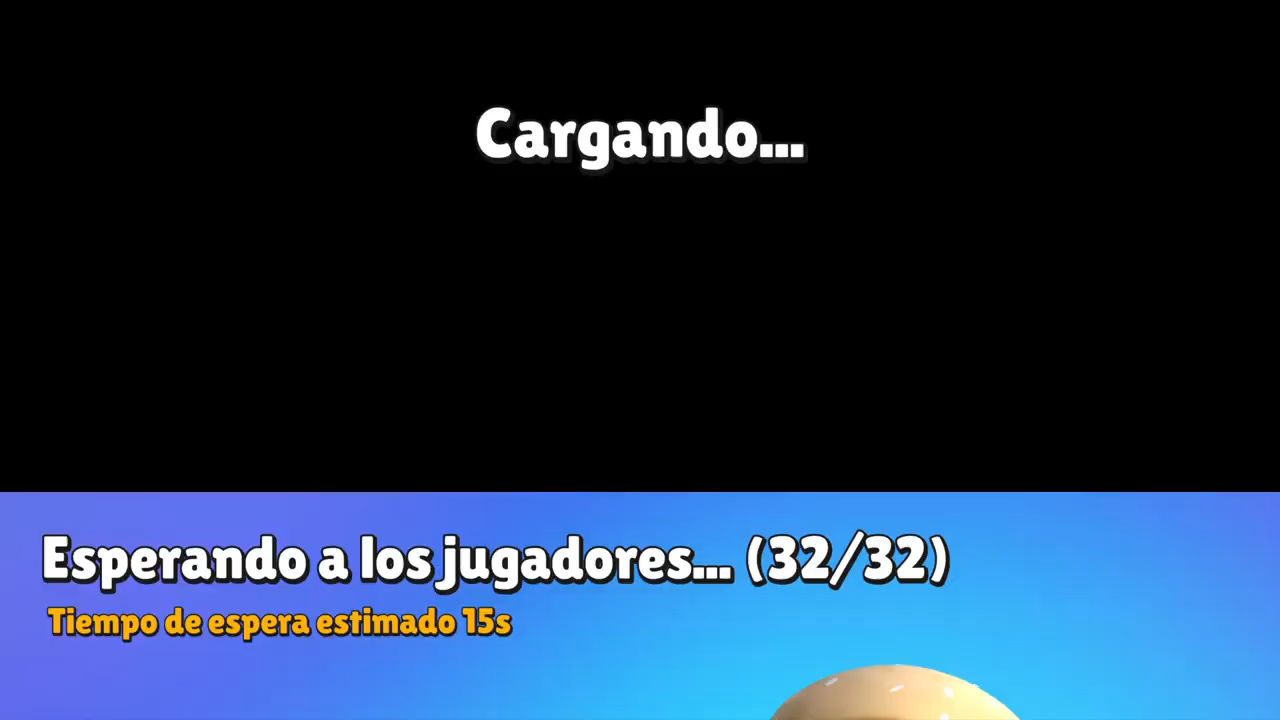 Cargando...
Esperando a los jugadores... (32/32)
Tiempo de espera estimado 15s